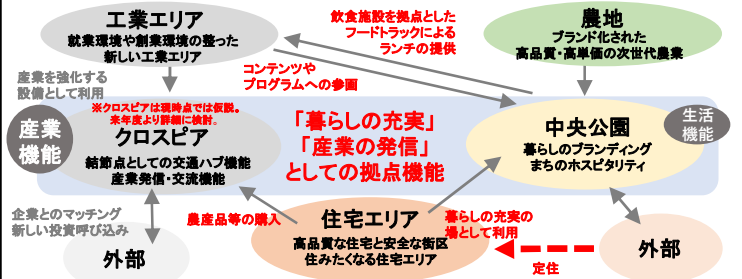 工業エリア
就業環境や創業環境の整った
新しい工業エリア
飲食施設を拠点とした
フードトラックによる
ランチの提供
農地
ブランド化された
高品質・高単価の次世代農業
産業を強化する
設備として利用
コンテンツや
プログラムへの参画
産業
機能
※クロスピアは現時点では仮説。
来年度より詳細に検討。
クロスピア
結節点としての交通ハブ機能
産業発信・交流機能
「暮らしの充実」
「産業の発信」
としての拠点機能
中央公園
暮らしのブランディング
まちのホスピタリティ
生活
機能
企業とのマッチング
新しい投資呼び込み
農産品等の購入
住宅エリア
高品質な住宅と安全な街区
住みたくなる住宅エリア
暮らしの充実の
場として利用
外部
定住
外部